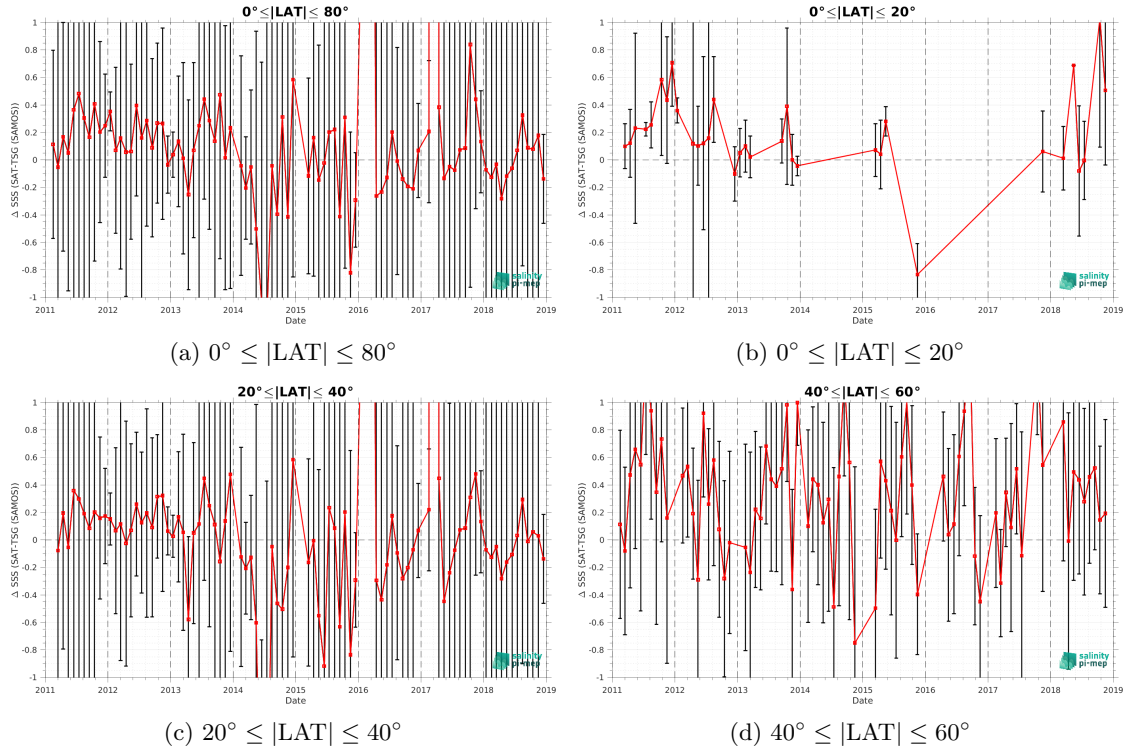 0°≤|LAT|≤ 80°
Δ SSS (SAT-TSG (SAMOS))
1
0.8
0.6
0.4
0.2
0
-0.2
-0.4
-0.6
-0.8
-1
2011 2012 2013 2014 2015 2016 2017 2018 2019
Date
salinity
pi-mep
(a) 0° ≤ |LAT| ≤ 80°
0°≤|LAT|≤ 20°
Δ SSS (SAT-TSG (SAMOS))
1
0.8
0.6
0.4
0.2
0
-0.2
-0.4
-0.6
-0.8
-1
2011 2012 2013 2014 2015 2016 2017 2018 2019
Date
salinity
pi-mep
(b) 0° ≤ |LAT| ≤ 20°
20°≤|LAT|≤ 40°
Δ SSS (SAT-TSG (SAMOS))
1
0.8
0.6
0.4
0.2
0
-0.2
-0.4
-0.6
-0.8
-1
2011 2012 2013 2014 2015 2016 2017 2018 2019
Date
salinity
pi-mep
(c) 20° ≤ |LAT| ≤ 40°
40°≤|LAT|≤ 60°
Δ SSS (SAT-TSG (SAMOS))
1
0.8
0.6
0.4
0.2
0
-0.2
-0.4
-0.6
-0.8
-1
2011 2012 2013 2014 2015 2016 2017 2018 2019
Date
salinity
pi-mep
(d) 40° ≤ |LAT| ≤ 60°